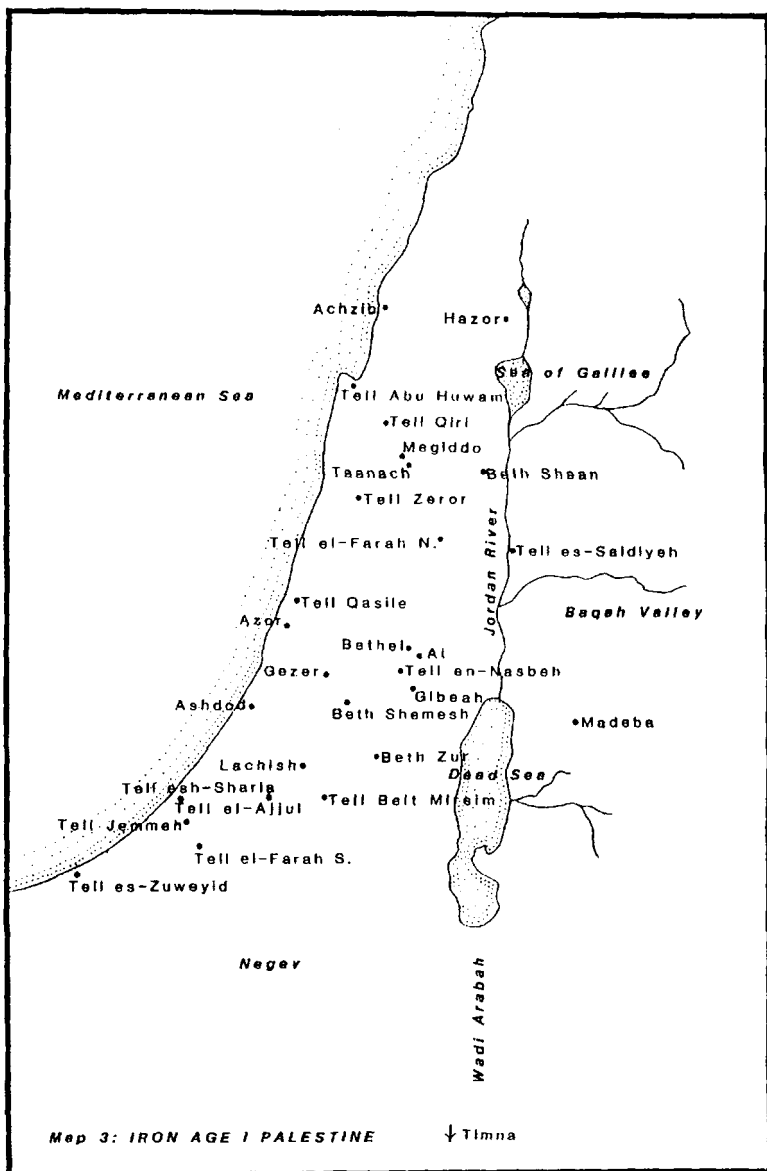 Achzib
Hazor
Sea of Galilee
Mediterranean Sea
Tell Abu Huwam
Tell Qiri
Megiddo
Taanach
Beth Shean
Tell Zeror
Tell el-Farah N.
Tell es-Saidiyeh
Jordan River
Tell Qasile
Baqah Valley
Azor
Bethel
Ai
Gezer
Tell en-Nasbeh
Gibeah
Ashdod
Beth Shemesh
Madeba
Beth Zur
Lachish
Dead Sea
Tell esh-Sharia
Tell el-Ajjul
Tell Beit Mirsim
Tell Jemmeh
Tell el-Farah S.
Tell es-Zuweyid
Negev
Wadi Arabah
Map 3: IRON AGE I PALESTINE
Timna